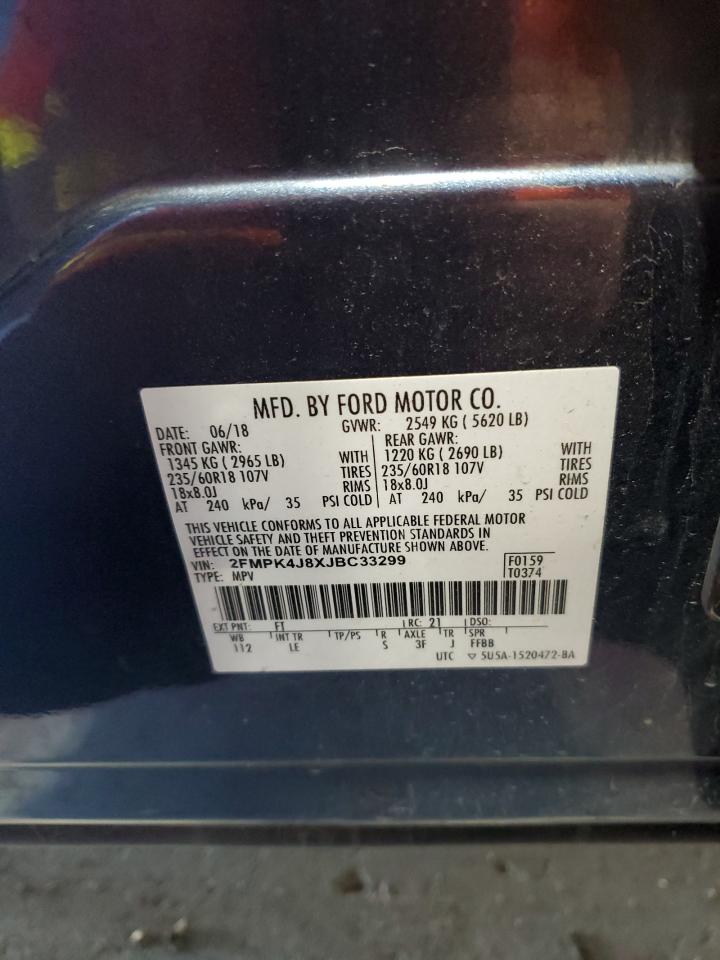 MFD. BY FORD MOTOR CO.
DATE: 06/18 GVWR: 2549 KG ( 5620 LB)
FRONT GAWR: REAR GAWR:
1345 KG ( 2965 LB) WITH 1220 KG ( 2690 LB) WITH
235/60R18 107V TIRES 235/60R18 107V TIRES
18x8.0J RIMS 18x8.0J RIMS
AT 240 kPa/ 35 PSI COLD AT 240 kPa/ 35 PSI COLD
THIS VEHICLE CONFORMS TO ALL APPLICABLE FEDERAL MOTOR
VEHICLE SAFETY AND THEFT PREVENTION STANDARDS IN
EFFECT ON THE DATE OF MANUFACTURE SHOWN ABOVE.
VIN: 2FMPK4J8XJBC33299 F0159
TYPE: MPV T0374
EXT PNT: FT RC: 21 DSO:
WB INT TR TP/PS R AXLE TR SPR
112 LE S 3F J FFBB
UTC ▽ 5U5A-1520472-BA